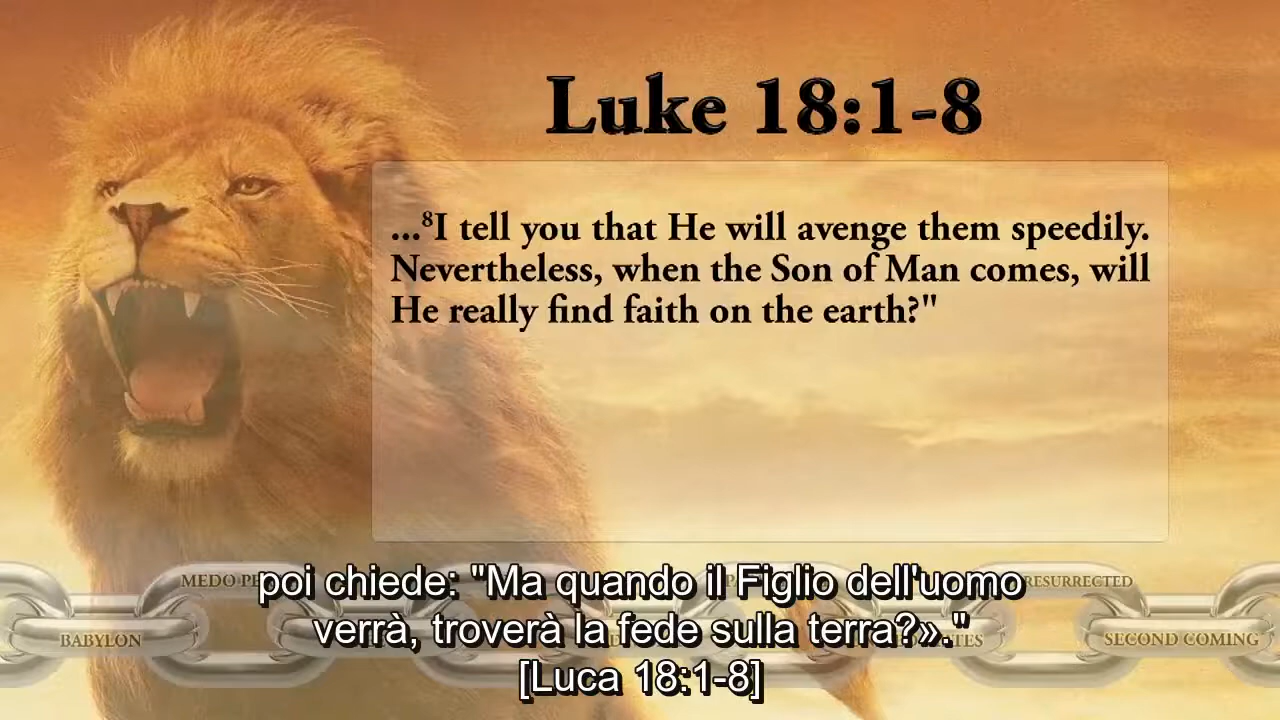 Luke 18:1-8
...⁸I tell you that He will avenge them speedily.
Nevertheless, when the Son of Man comes, will
He really find faith on the earth?"
MEDO
RESURRECTED
BABYLON
SECOND COMING
poi chiede: "Ma quando il Figlio dell'uomo
verrà, troverà la fede sulla terra?»."
[Luca 18:1-8]